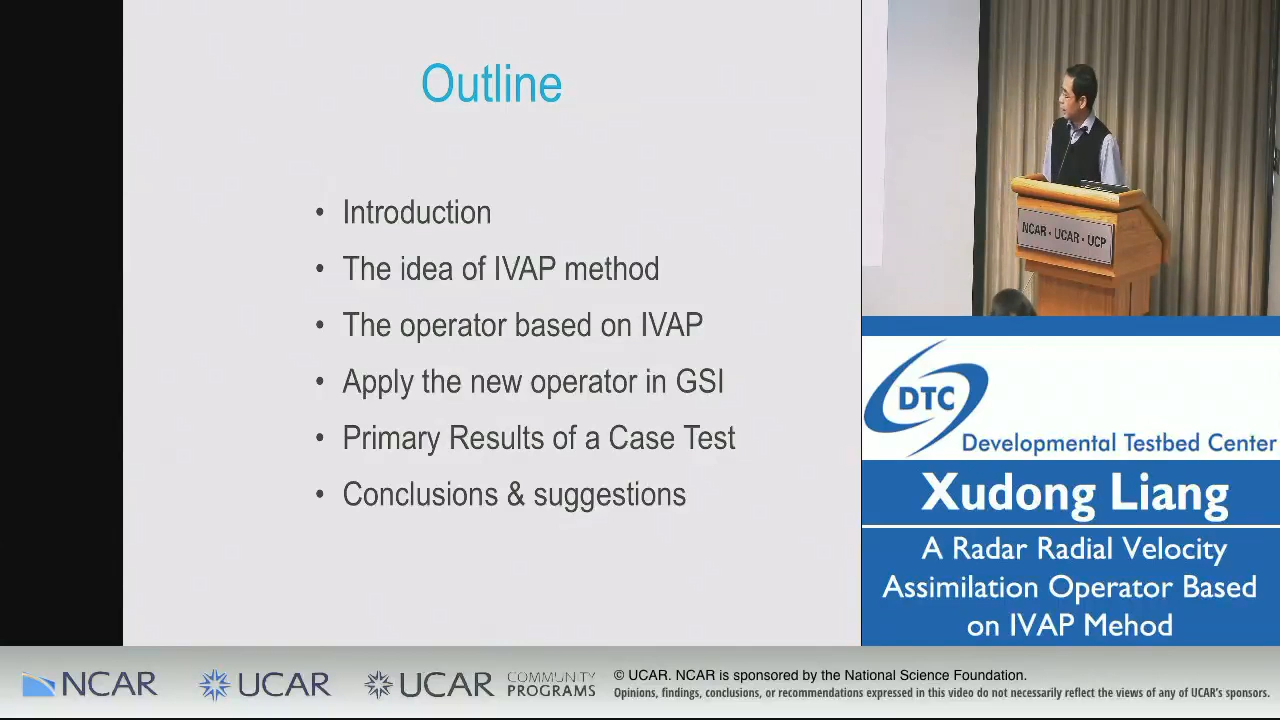 Outline
• Introduction
• The idea of IVAP method
• The operator based on IVAP
• Apply the new operator in GSI
• Primary Results of a Case Test
• Conclusions & suggestions
NCAR • UCAR • UCP
DTC
Developmental Testbed Center
Xudong Liang
A Radar Radial Velocity
Assimilation Operator Based
on IVAP Mehod
NCAR
UCAR
UCAR
COMMUNITY
PROGRAMS
© UCAR. NCAR is sponsored by the National Science Foundation.
Opinions, findings, conclusions, or recommendations expressed in this video do not necessarily reflect the views of any of UCAR's sponsors.